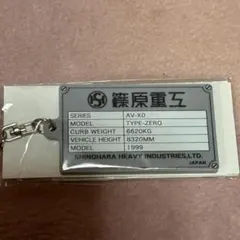 篠原重工
SERIES AV-X0
MODEL TYPE-ZERO
CURB WEIGHT 6620KG
VEHICLE HEIGHT 8320MM
MODEL 1999
SHINOHARA HEAVY INDUSTRIES,LTD.
JAPAN